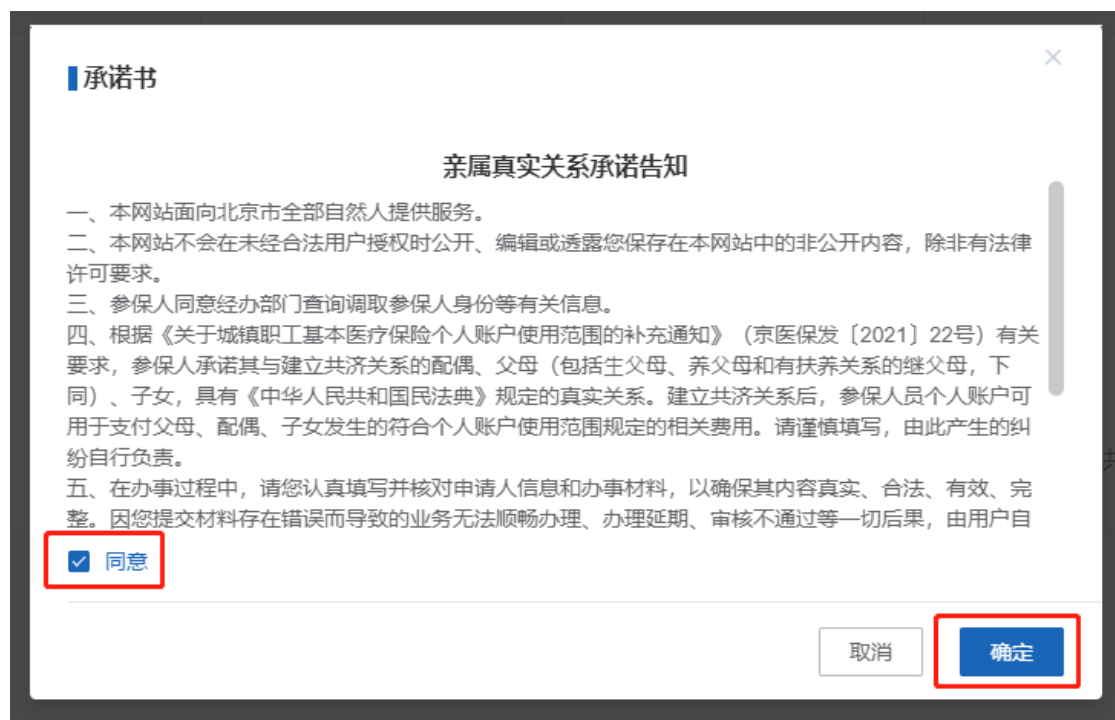 承诺书
亲属真实关系承诺告知
一、本网站面向北京市全部自然人提供服务。
二、本网站不会在未经合法用户授权时公开、编辑或透露您保存在本网站中的非公开内容，除非有法律
许可要求。
三、参保人同意经办部门查询调取参保人身份等有关信息。
四、根据《关于城镇职工基本医疗保险个人账户使用范围的补充通知》（京医保发〔2021〕22号）有关
要求，参保人承诺其与建立共济关系的配偶、父母（包括生父母、养父母和有扶养关系的继父母，下
同）、子女，具有《中华人民共和国民法典》规定的真实关系。建立共济关系后，参保人员个人账户可
用于支付父母、配偶、子女发生的符合个人账户使用范围规定的相关费用。请谨慎填写，由此产生的纠
纷自行负责。
五、在办事过程中，请您认真填写并核对申请人信息和办事材料，以确保其内容真实、合法、有效、完
整。因您提交材料存在错误而导致的业务无法顺畅办理、办理延期、审核不通过等一切后果，由用户自
同意
取消
确定